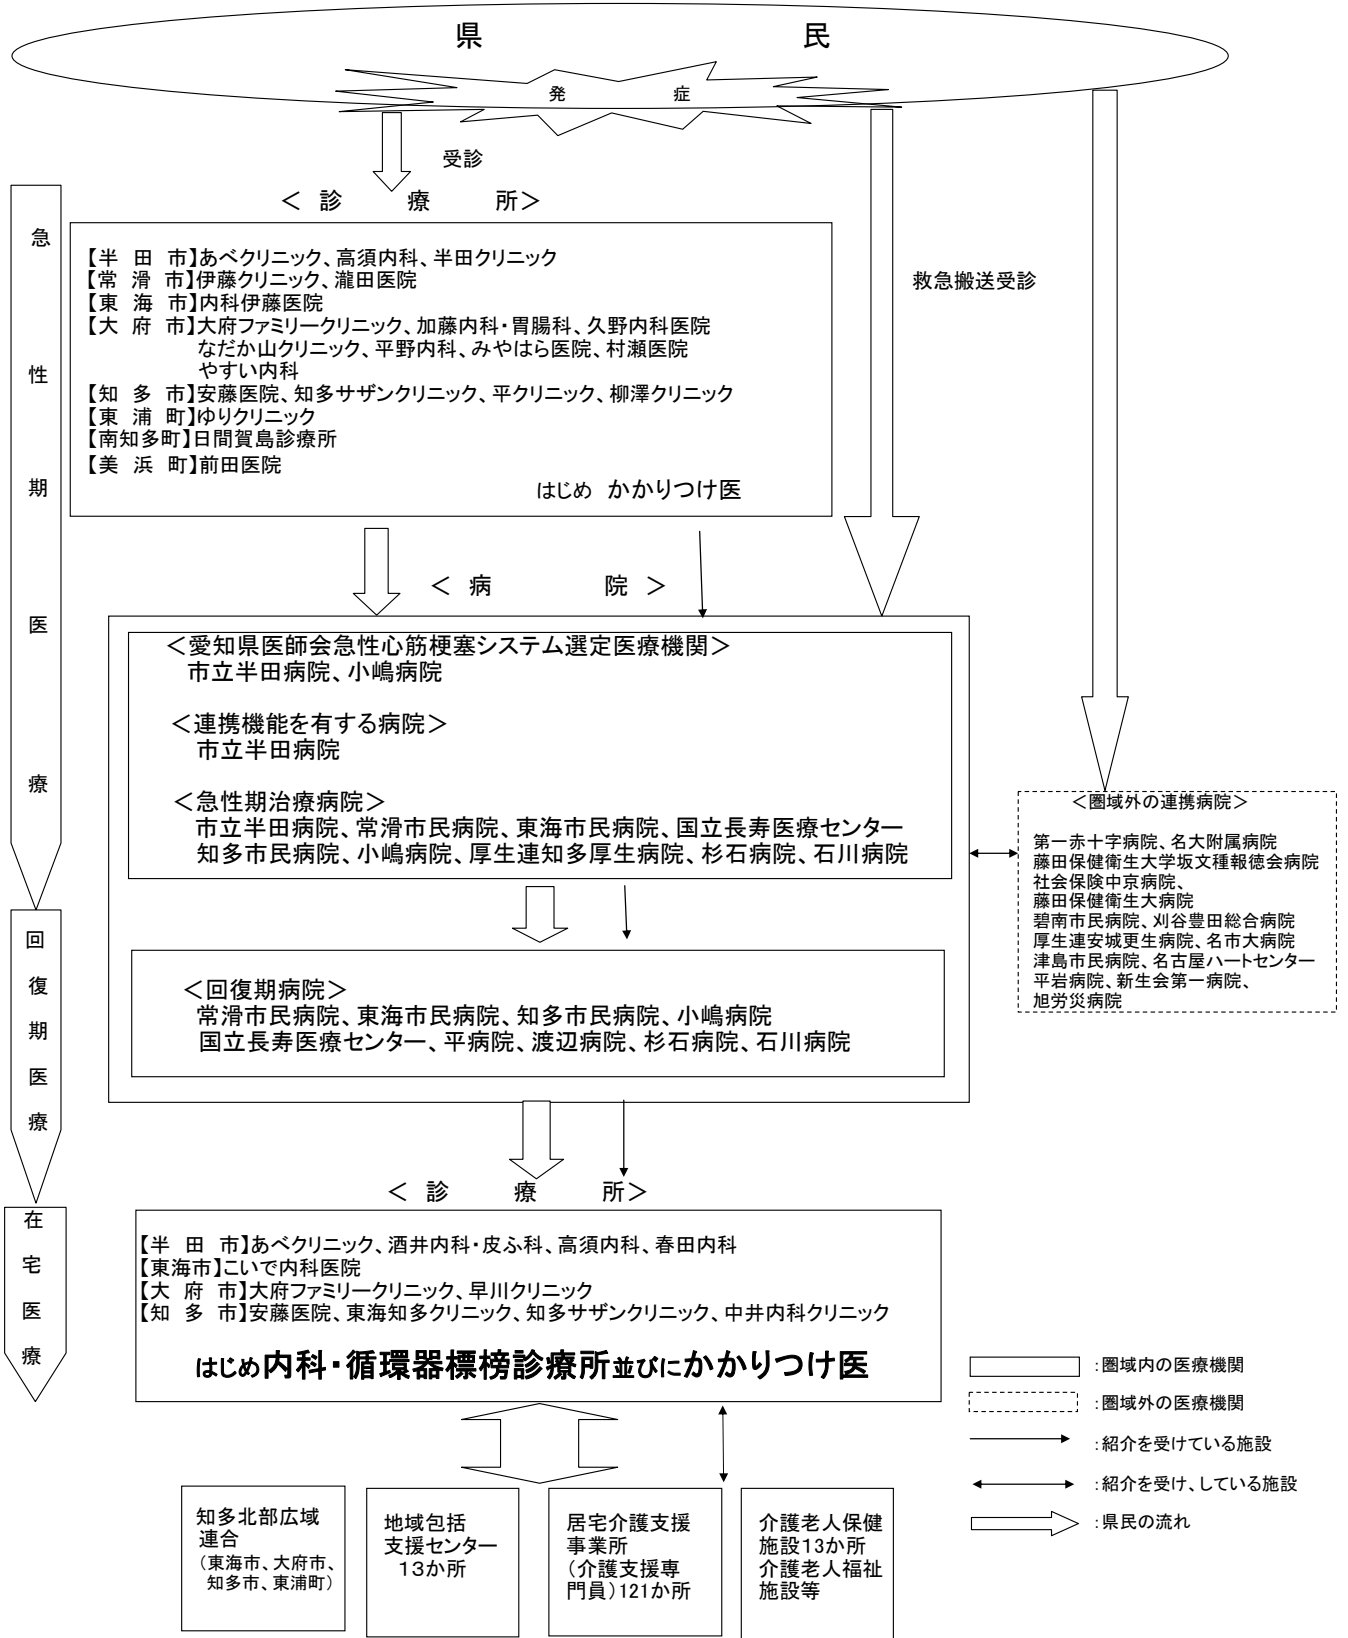 県 民
発 症
受診
＜ 診 療 所＞
急性期医療
【半 田 市】あべクリニック、高須内科、半田クリニック
【常 滑 市】伊藤クリニック、瀧田医院
【東 海 市】内科伊藤医院
【大 府 市】大府ファミリークリニック、加藤内科・胃腸科、久野内科医院
なだか山クリニック、平野内科、みやはら医院、村瀬医院
やすい内科
【知 多 市】安藤医院、知多サザンクリニック、平クリニック、柳澤クリニック
【東 浦 町】ゆりクリニック
【南知多町】日間賀島診療所
【美 浜 町】前田医院
はじめ かかりつけ医
救急搬送受診
＜ 病 院 ＞
＜愛知県医師会急性心筋梗塞システム選定医療機関＞
市立半田病院、小嶋病院
＜連携機能を有する病院＞
市立半田病院
＜急性期治療病院＞
市立半田病院、常滑市民病院、東海市民病院、国立長寿医療センター
知多市民病院、小嶋病院、厚生連知多厚生病院、杉石病院、石川病院
＜圏域外の連携病院＞
第一赤十字病院、名大附属病院
藤田保健衛生大学坂文種報徳会病院
社会保険中京病院、
藤田保健衛生大病院
碧南市民病院、刈谷豊田総合病院
厚生連安城更生病院、名市大病院
津島市民病院、名古屋ハートセンター
平岩病院、新生会第一病院、
旭労災病院
回復期医療
＜回復期病院＞
常滑市民病院、東海市民病院、知多市民病院、小嶋病院
国立長寿医療センター、平病院、渡辺病院、杉石病院、石川病院
＜ 診 療 所＞
在宅医療
【半 田 市】あべクリニック、酒井内科・皮ふ科、高須内科、春田内科
【東海市】こいで内科医院
【大 府 市】大府ファミリークリニック、早川クリニック
【知 多 市】安藤医院、東海知多クリニック、知多サザンクリニック、中井内科クリニック
はじめ内科・循環器標榜診療所並びにかかりつけ医
：圏域内の医療機関
：圏域外の医療機関
：紹介を受けている施設
：紹介を受け、している施設
：県民の流れ
知多北部広域
連合
（東海市、大府市、
知多市、東浦町）
地域包括
支援センター
13か所
居宅介護支援
事業所
（介護支援専
門員）121か所
介護老人保健
施設13か所
介護老人福祉
施設等